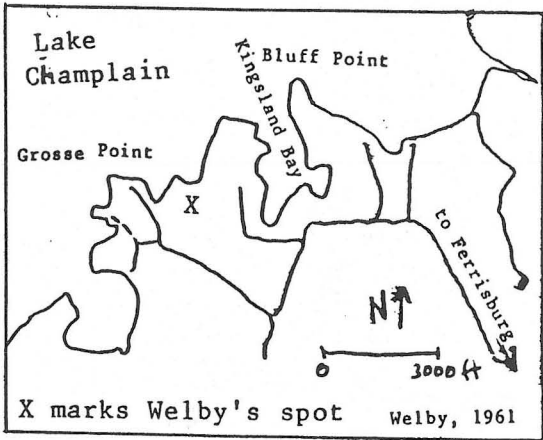 Lake
Champlain
Bluff Point
Kingsland Bay
Grosse Point
X
to Ferrisburg
N
0 3000 ft
X marks Welby's spot Welby, 1961